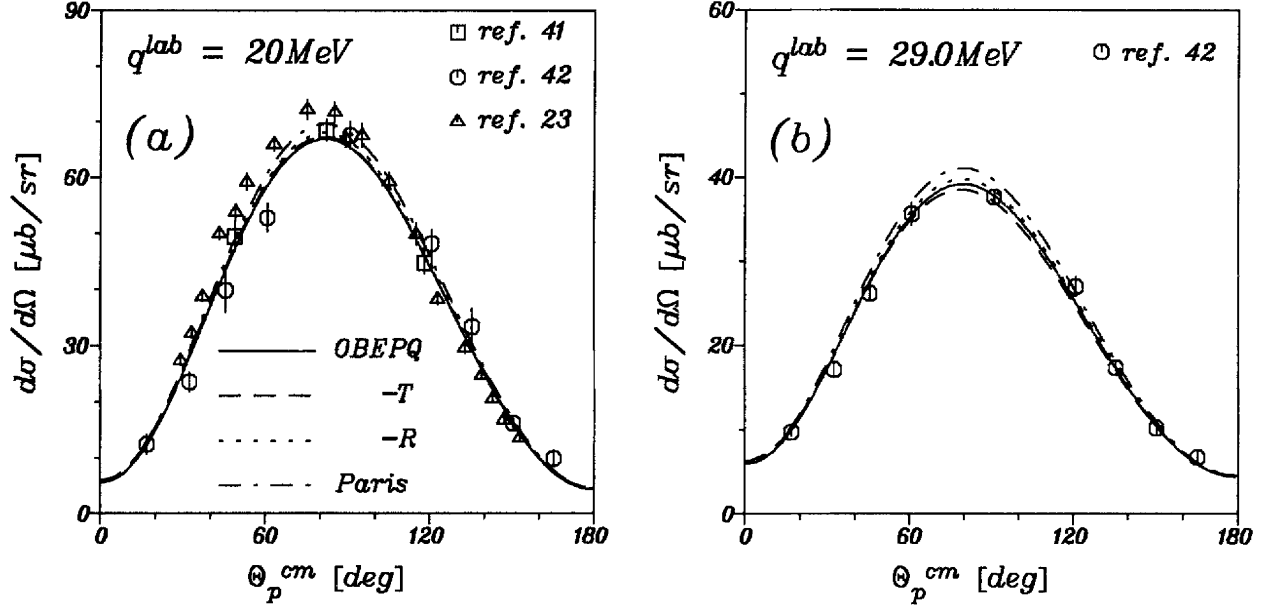 90
60
30
0
0
60
120
180
dσ/dΩ [μb/sr]
Θp^cm [deg]
q^lab = 20MeV
(a)
ref. 41
ref. 42
ref. 23
OBEPQ
-T
-R
Paris
60
40
20
0
0
60
120
180
dσ/dΩ [μb/sr]
Θp^cm [deg]
q^lab = 29.0MeV
ref. 42
(b)